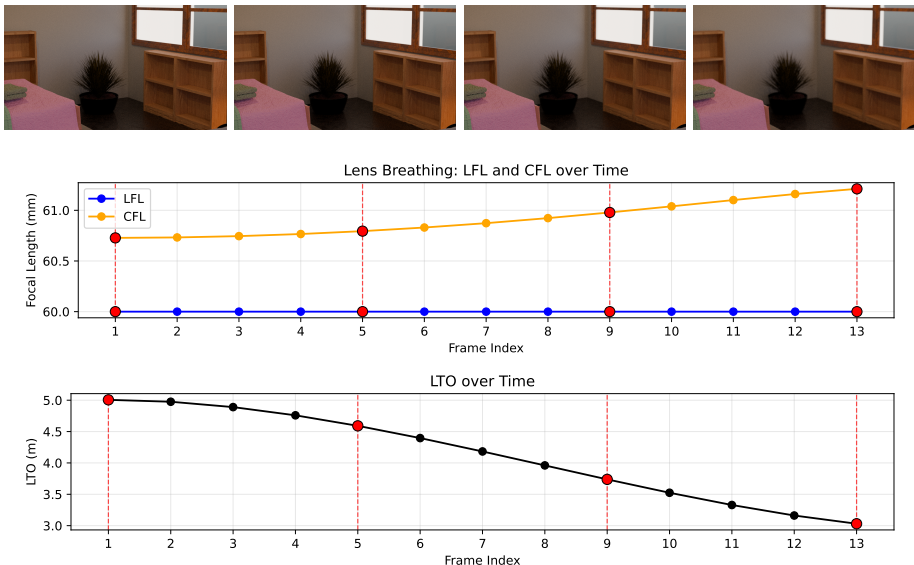 Lens Breathing: LFL and CFL over Time
LFL
CFL
Focal Length (mm)
61.0
60.5
60.0
1 2 3 4 5 6 7 8 9 10 11 12 13
Frame Index
LTO over Time
LTO (m)
5.0
4.5
4.0
3.5
3.0
1 2 3 4 5 6 7 8 9 10 11 12 13
Frame Index